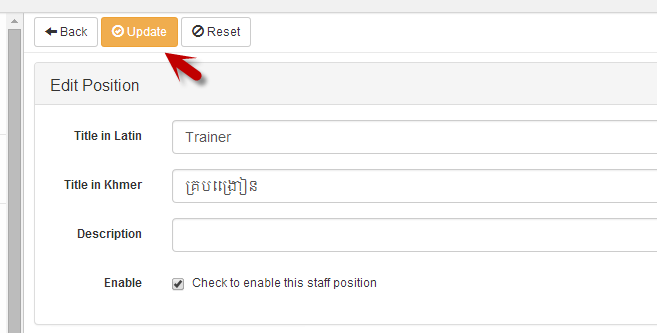 Back Update Reset
Edit Position
Title in Latin Trainer
Title in Khmer គ្របង្រៀន
Description
Enable Check to enable this staff position